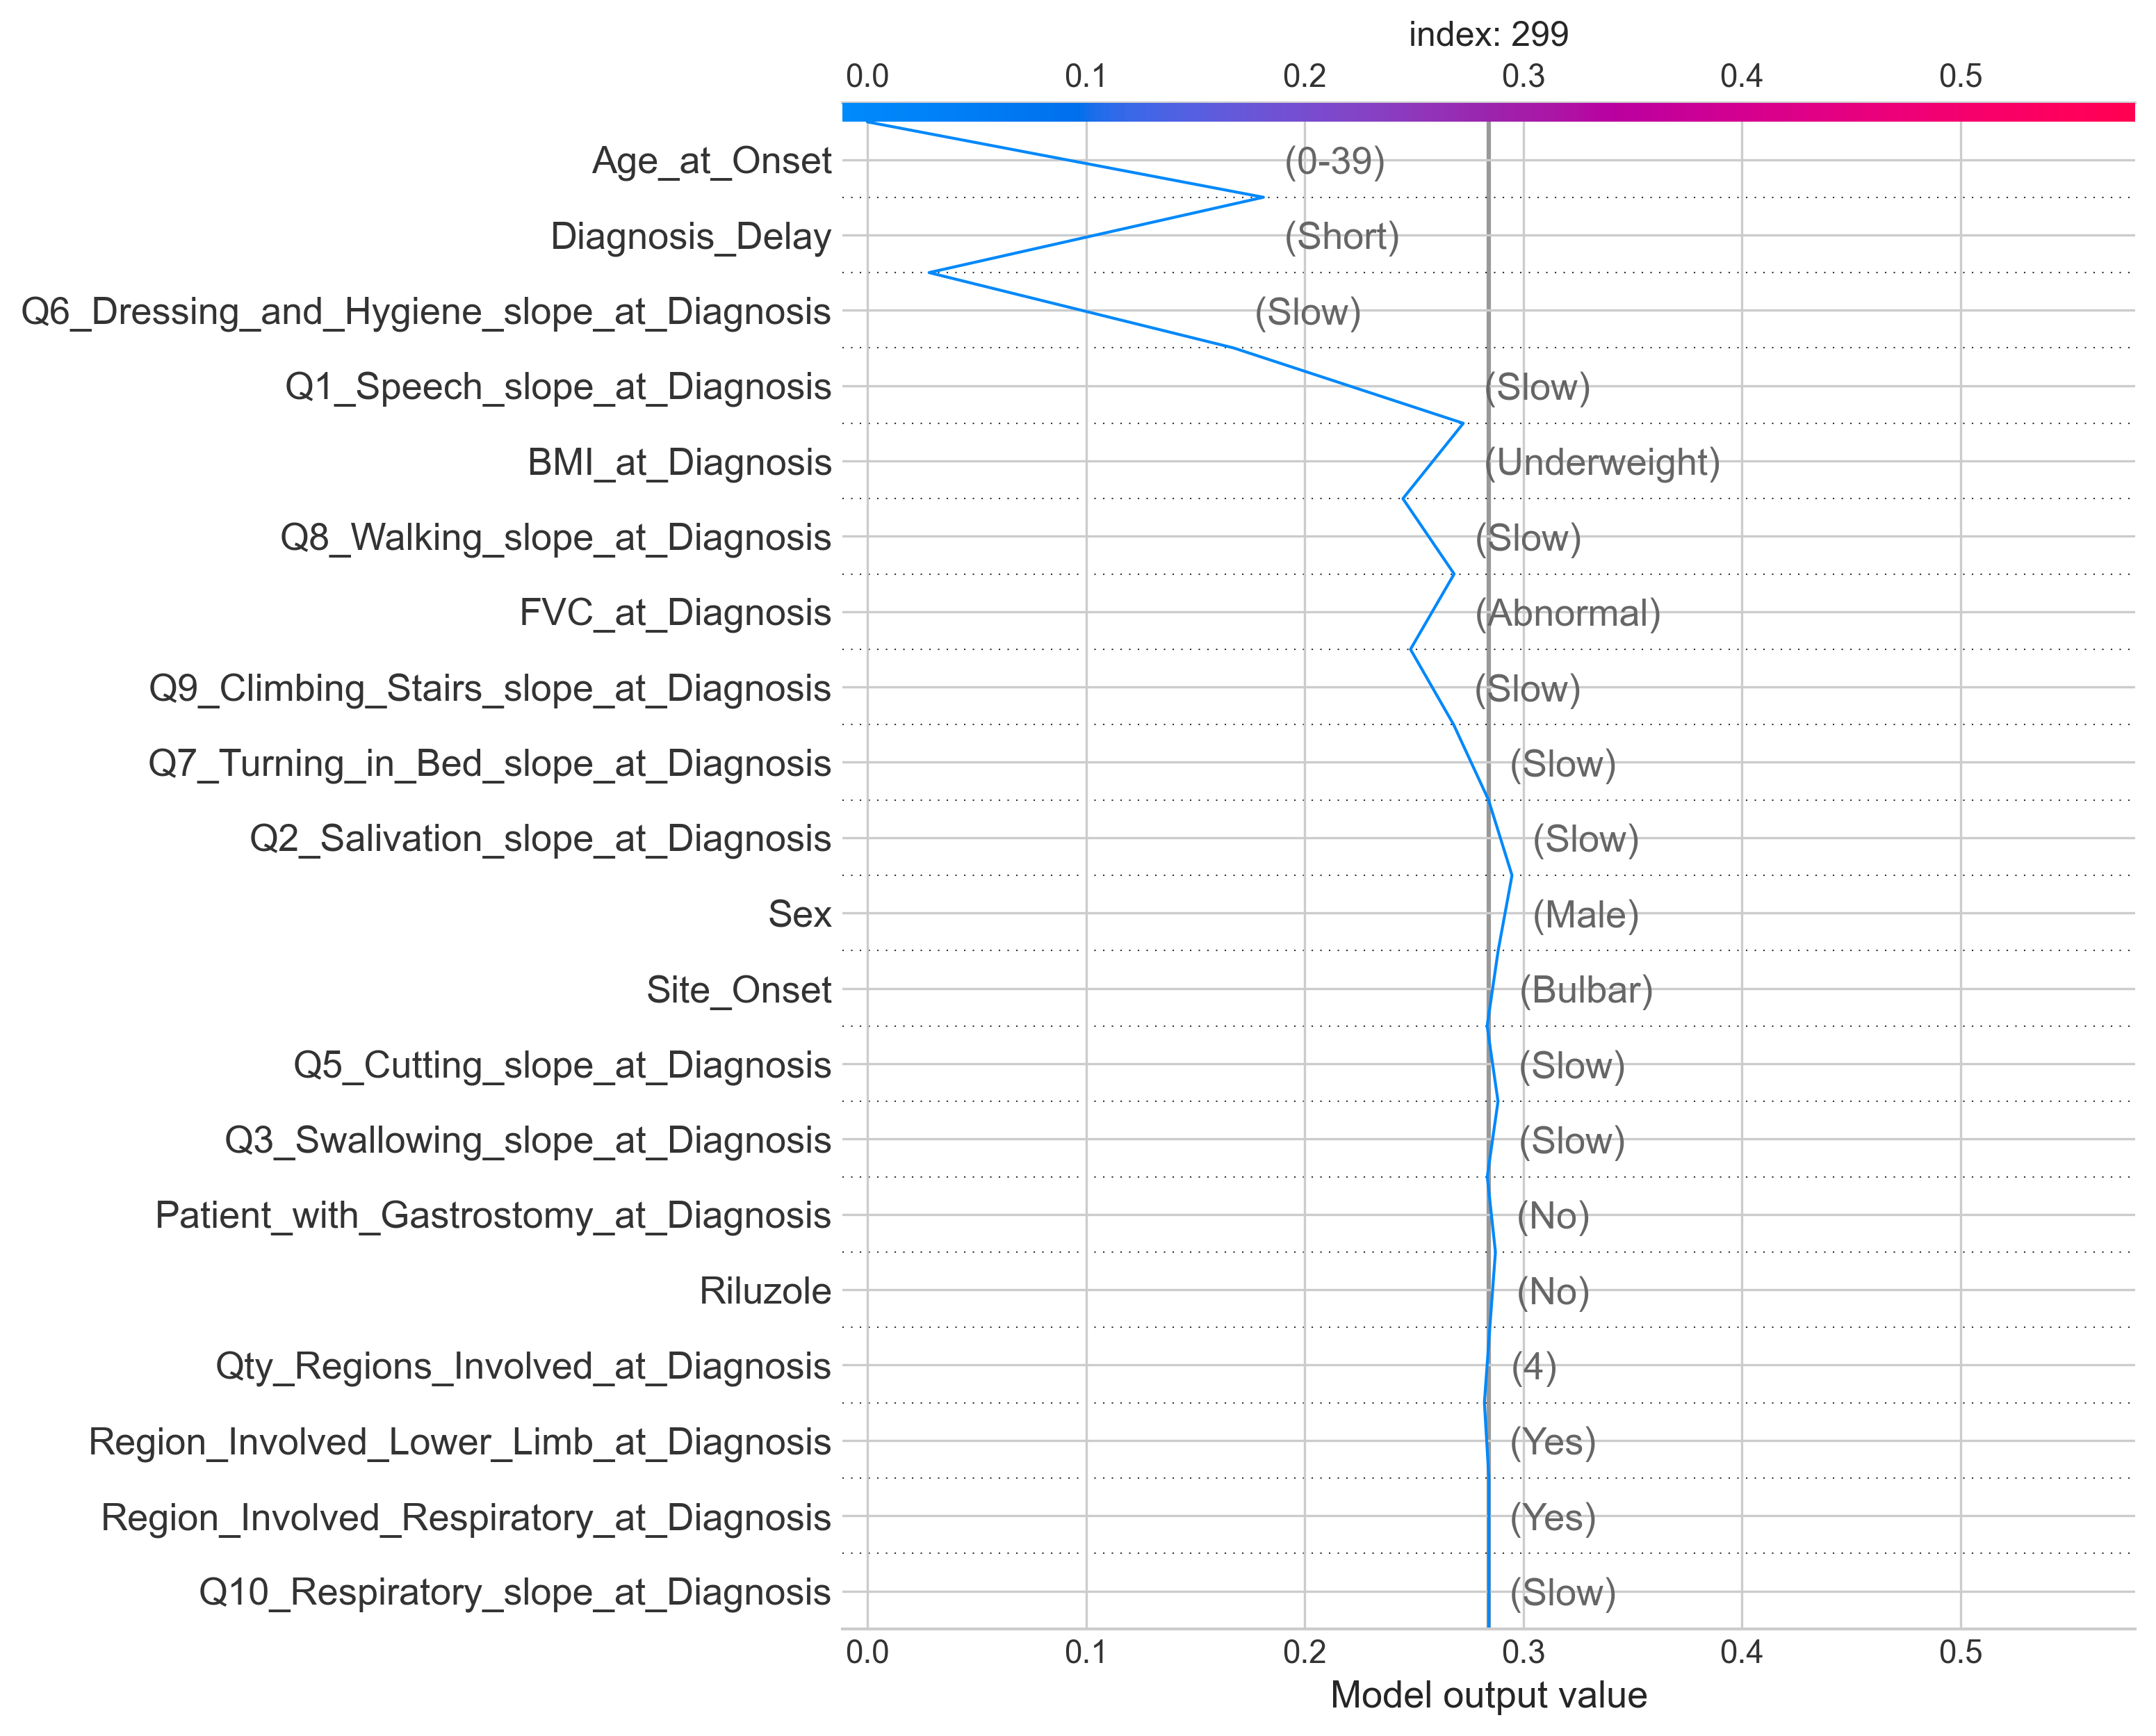 index: 299
0.0 0.1 0.2 0.3 0.4 0.5
Age_at_Onset (0-39)
Diagnosis_Delay (Short)
Q6_Dressing_and_Hygiene_slope_at_Diagnosis (Slow)
Q1_Speech_slope_at_Diagnosis (Slow)
BMI_at_Diagnosis (Underweight)
Q8_Walking_slope_at_Diagnosis (Slow)
FVC_at_Diagnosis (Abnormal)
Q9_Climbing_Stairs_slope_at_Diagnosis (Slow)
Q7_Turning_in_Bed_slope_at_Diagnosis (Slow)
Q2_Salivation_slope_at_Diagnosis (Slow)
Sex (Male)
Site_Onset (Bulbar)
Q5_Cutting_slope_at_Diagnosis (Slow)
Q3_Swallowing_slope_at_Diagnosis (Slow)
Patient_with_Gastrostomy_at_Diagnosis (No)
Riluzole (No)
Qty_Regions_Involved_at_Diagnosis (4)
Region_Involved_Lower_Limb_at_Diagnosis (Yes)
Region_Involved_Respiratory_at_Diagnosis (Yes)
Q10_Respiratory_slope_at_Diagnosis (Slow)
0.0 0.1 0.2 0.3 0.4 0.5
Model output value